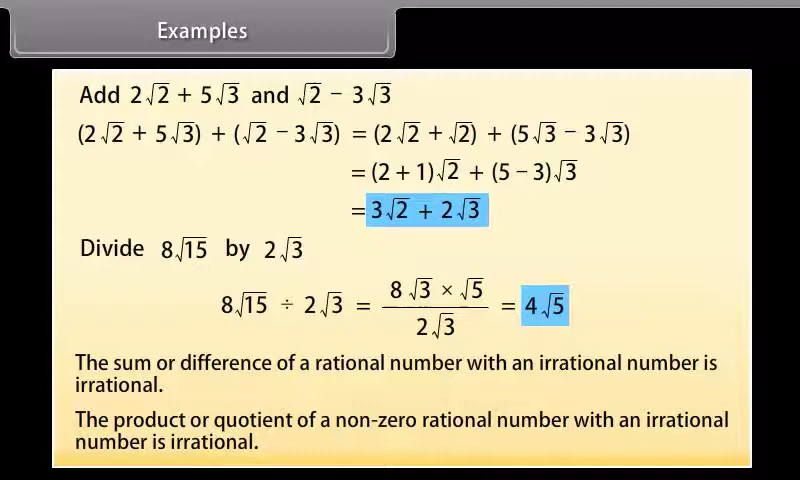 Examples
Add 2√2 + 5√3 and √2 − 3√3
(2√2 + 5√3) + (√2 − 3√3) = (2√2 + √2) + (5√3 − 3√3)
= (2 + 1)√2 + (5 − 3)√3
= 3√2 + 2√3
Divide 8√15 by 2√3
8√15 ÷ 2√3 = (8√3 × √5)/(2√3) = 4√5
The sum or difference of a rational number with an irrational number is
irrational.
The product or quotient of a non-zero rational number with an irrational
number is irrational.